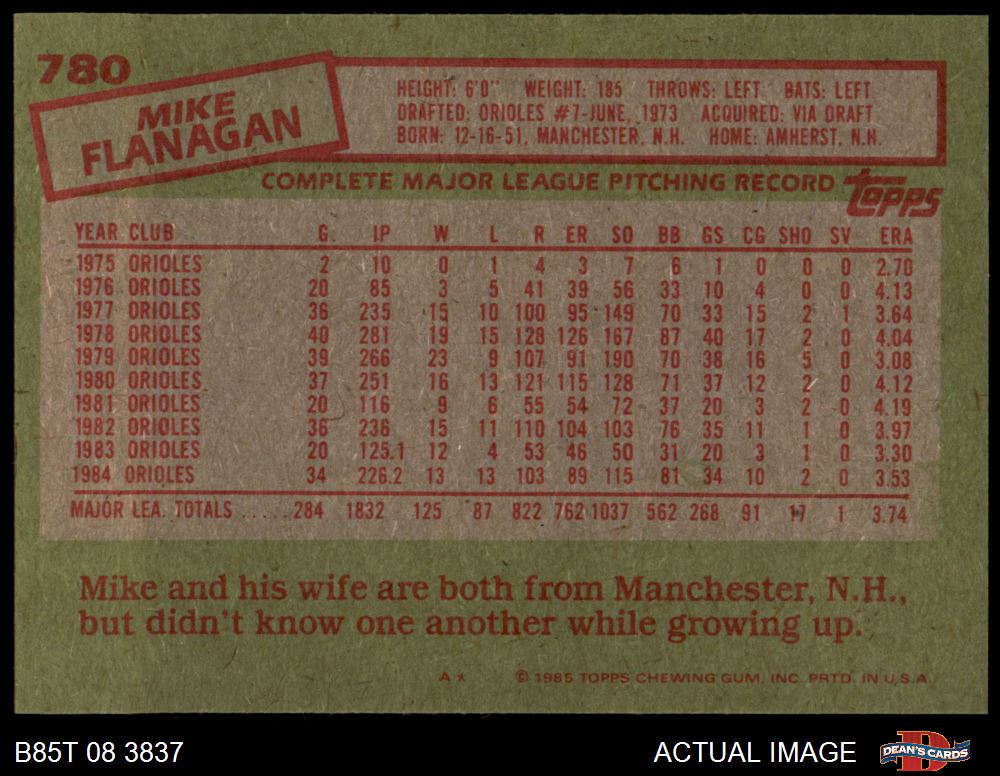 780
MIKE
FLANAGAN
HEIGHT: 6'0" WEIGHT: 185 THROWS: LEFT BATS: LEFT
DRAFTED: ORIOLES #7-JUNE, 1973 ACQUIRED: VIA DRAFT
BORN: 12-16-51, MANCHESTER, N.H. HOME: AMHERST, N.H.
COMPLETE MAJOR LEAGUE PITCHING RECORD topps
YEAR CLUB G. IP W L R ER SO BB GS CG SHO SV ERA
1975 ORIOLES 2 10 0 1 4 3 7 6 1 0 0 0 2.70
1976 ORIOLES 20 85 3 5 41 39 56 33 10 4 0 0 4.13
1977 ORIOLES 36 235 15 10 100 95 149 70 33 15 2 1 3.64
1978 ORIOLES 40 281 19 15 128 126 167 87 40 17 2 0 4.04
1979 ORIOLES 39 266 23 9 107 91 190 70 38 16 5 0 3.08
1980 ORIOLES 37 251 16 13 121 115 128 71 37 12 2 0 4.12
1981 ORIOLES 20 116 9 6 55 54 72 37 20 3 2 0 4.19
1982 ORIOLES 36 236 15 11 110 104 103 76 35 11 1 0 3.97
1983 ORIOLES 20 125.1 12 4 53 46 50 31 20 3 1 0 3.30
1984 ORIOLES 34 226.2 13 13 103 89 115 81 34 10 2 0 3.53
MAJOR LEA. TOTALS ..... 284 1832 125 87 822 762 1037 562 268 91 17 1 3.74
Mike and his wife are both from Manchester, N.H.,
but didn't know one another while growing up.
A* © 1985 TOPPS CHEWING GUM, INC. PRTD. IN U.S.A.
B85T 08 3837 ACTUAL IMAGE DEAN'S CARDS